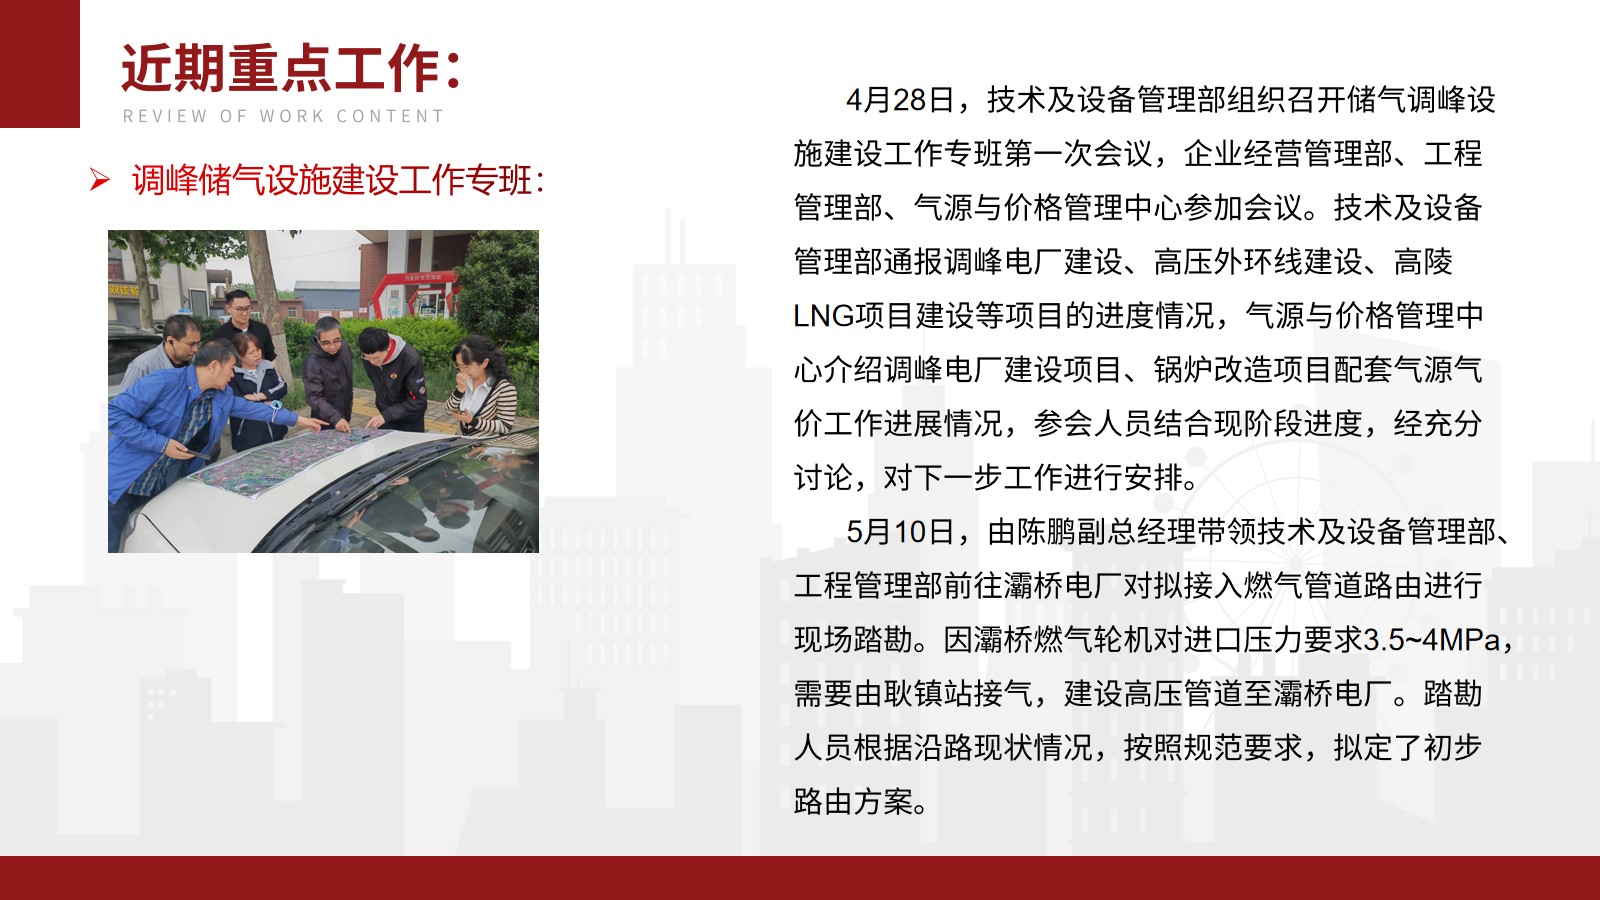 近期重点工作：
REVIEW OF WORK CONTENT
调峰储气设施建设工作专班：
4月28日，技术及设备管理部组织召开储气调峰设
施建设工作专班第一次会议，企业经营管理部、工程
管理部、气源与价格管理中心参加会议。技术及设备
管理部通报调峰电厂建设、高压外环线建设、高陵
LNG项目建设等项目的进度情况，气源与价格管理中
心介绍调峰电厂建设项目、锅炉改造项目配套气源气
价工作进展情况，参会人员结合现阶段进度，经充分
讨论，对下一步工作进行安排。
5月10日，由陈鹏副总经理带领技术及设备管理部、
工程管理部前往灞桥电厂对拟接入燃气管道路由进行
现场踏勘。因灞桥燃气轮机对进口压力要求3.5~4MPa，
需要由耿镇站接气，建设高压管道至灞桥电厂。踏勘
人员根据沿路现状情况，按照规范要求，拟定了初步
路由方案。